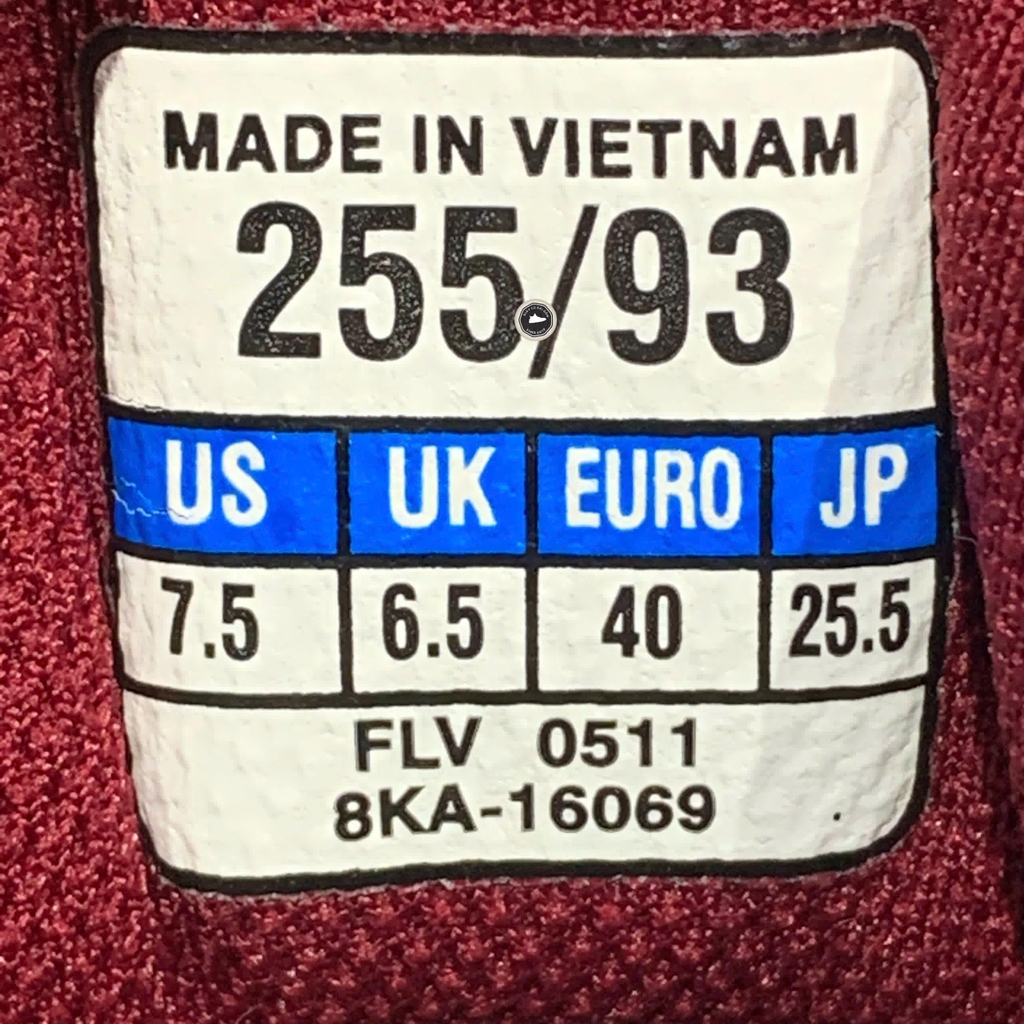 MADE IN VIETNAM
255/93
US UK EURO JP
7.5 6.5 40 25.5
FLV 0511
8KA-16069